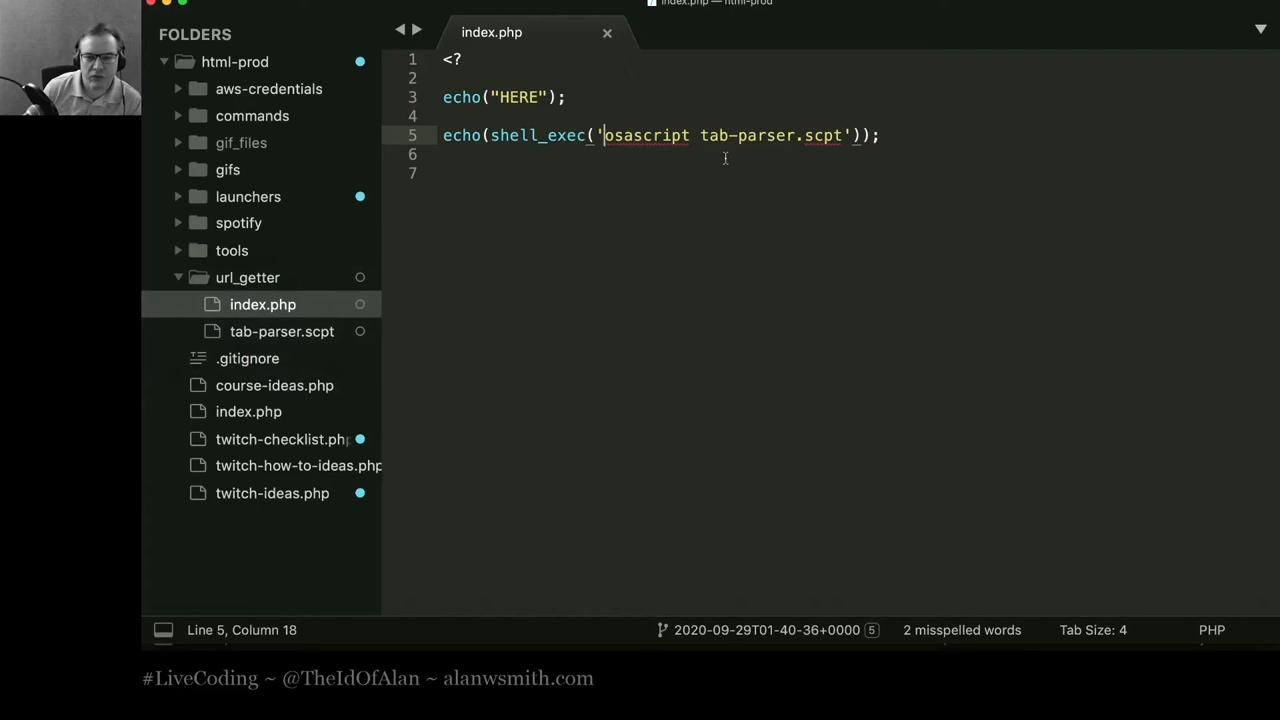 index.php — html-prod
FOLDERS
html-prod
aws-credentials
commands
gif_files
gifs
launchers
spotify
tools
url_getter
index.php
tab-parser.scpt
.gitignore
course-ideas.php
index.php
twitch-checklist.ph
twitch-how-to-ideas.php
twitch-ideas.php
index.php
1 <?
2
3 echo("HERE");
4
5 echo(shell_exec('osascript tab-parser.scpt'));
6
7
Line 5, Column 18
2020-09-29T01-40-36+0000 5
2 misspelled words
Tab Size: 4
PHP
#LiveCoding ~ @TheIdOfAlan ~ alanwsmith.com